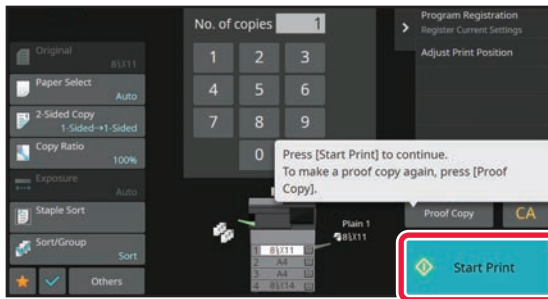 No. of copies 1
Original
8½X11
Paper Select
Auto
2-Sided Copy
1-Sided→1-Sided
Copy Ratio
100%
Exposure
Auto
Staple Sort
Sort/Group
Sort
Others
1 2 3
4 5 6
7 8 9
0
Program Registration
Register Current Settings
Adjust Print Position
Press [Start Print] to continue.
To make a proof copy again, press [Proof
Copy].
Plain 1
8½X11
1 8½X11
2 A4
3 A4
4 8½X14
Proof Copy
CA
Start Print